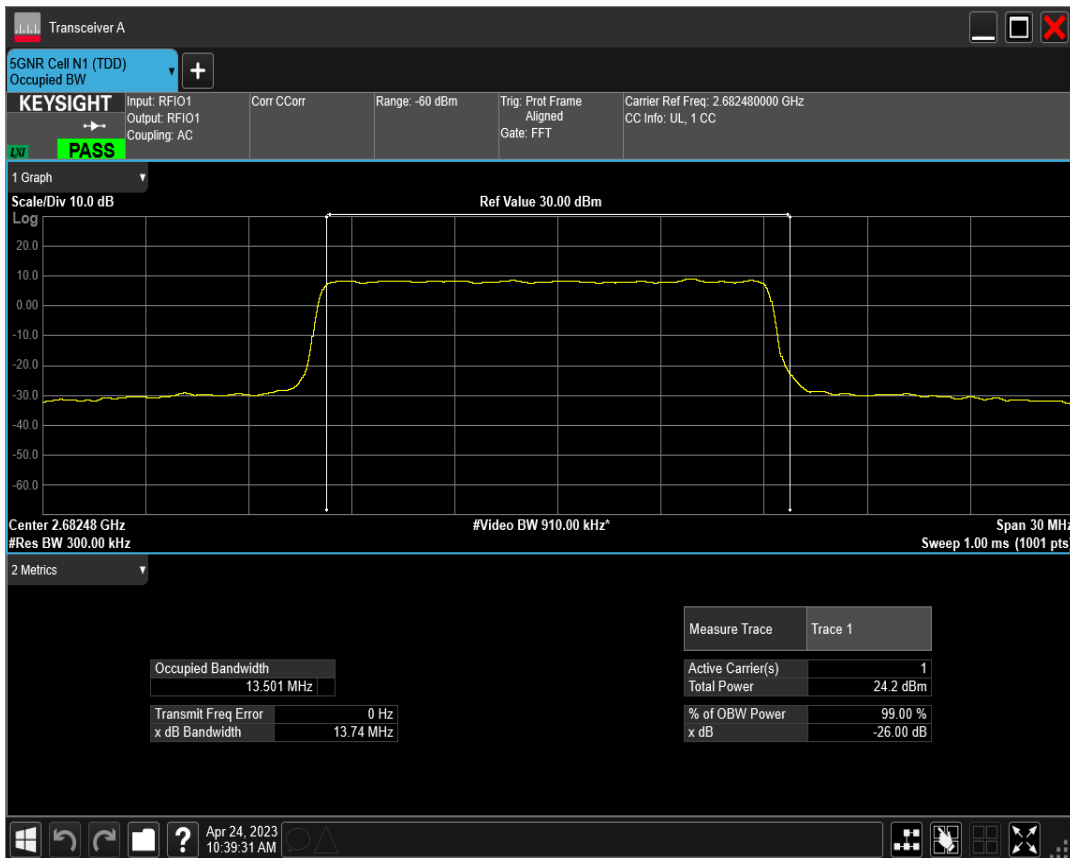 Transceiver A
5GNR Cell N1 (TDD)
Occupied BW
+
KEYSIGHT
LXI
PASS
Input: RFIO1
Output: RFIO1
Coupling: AC
Corr CCorr
Range: -60 dBm
Trig: Prot Frame
Aligned
Gate: FFT
Carrier Ref Freq: 2.682480000 GHz
CC Info: UL, 1 CC
1 Graph
Scale/Div 10.0 dB
Ref Value 30.00 dBm
Log
20.0
10.0
0.00
-10.0
-20.0
-30.0
-40.0
-50.0
-60.0
Center 2.68248 GHz
#Video BW 910.00 kHz*
Span 30 MHz
#Res BW 300.00 kHz
Sweep 1.00 ms (1001 pts)
2 Metrics
Measure Trace Trace 1
Occupied Bandwidth
13.501 MHz
Active Carrier(s) 1
Total Power 24.2 dBm
Transmit Freq Error 0 Hz
x dB Bandwidth 13.74 MHz
% of OBW Power 99.00 %
x dB -26.00 dB
?
Apr 24, 2023
10:39:31 AM